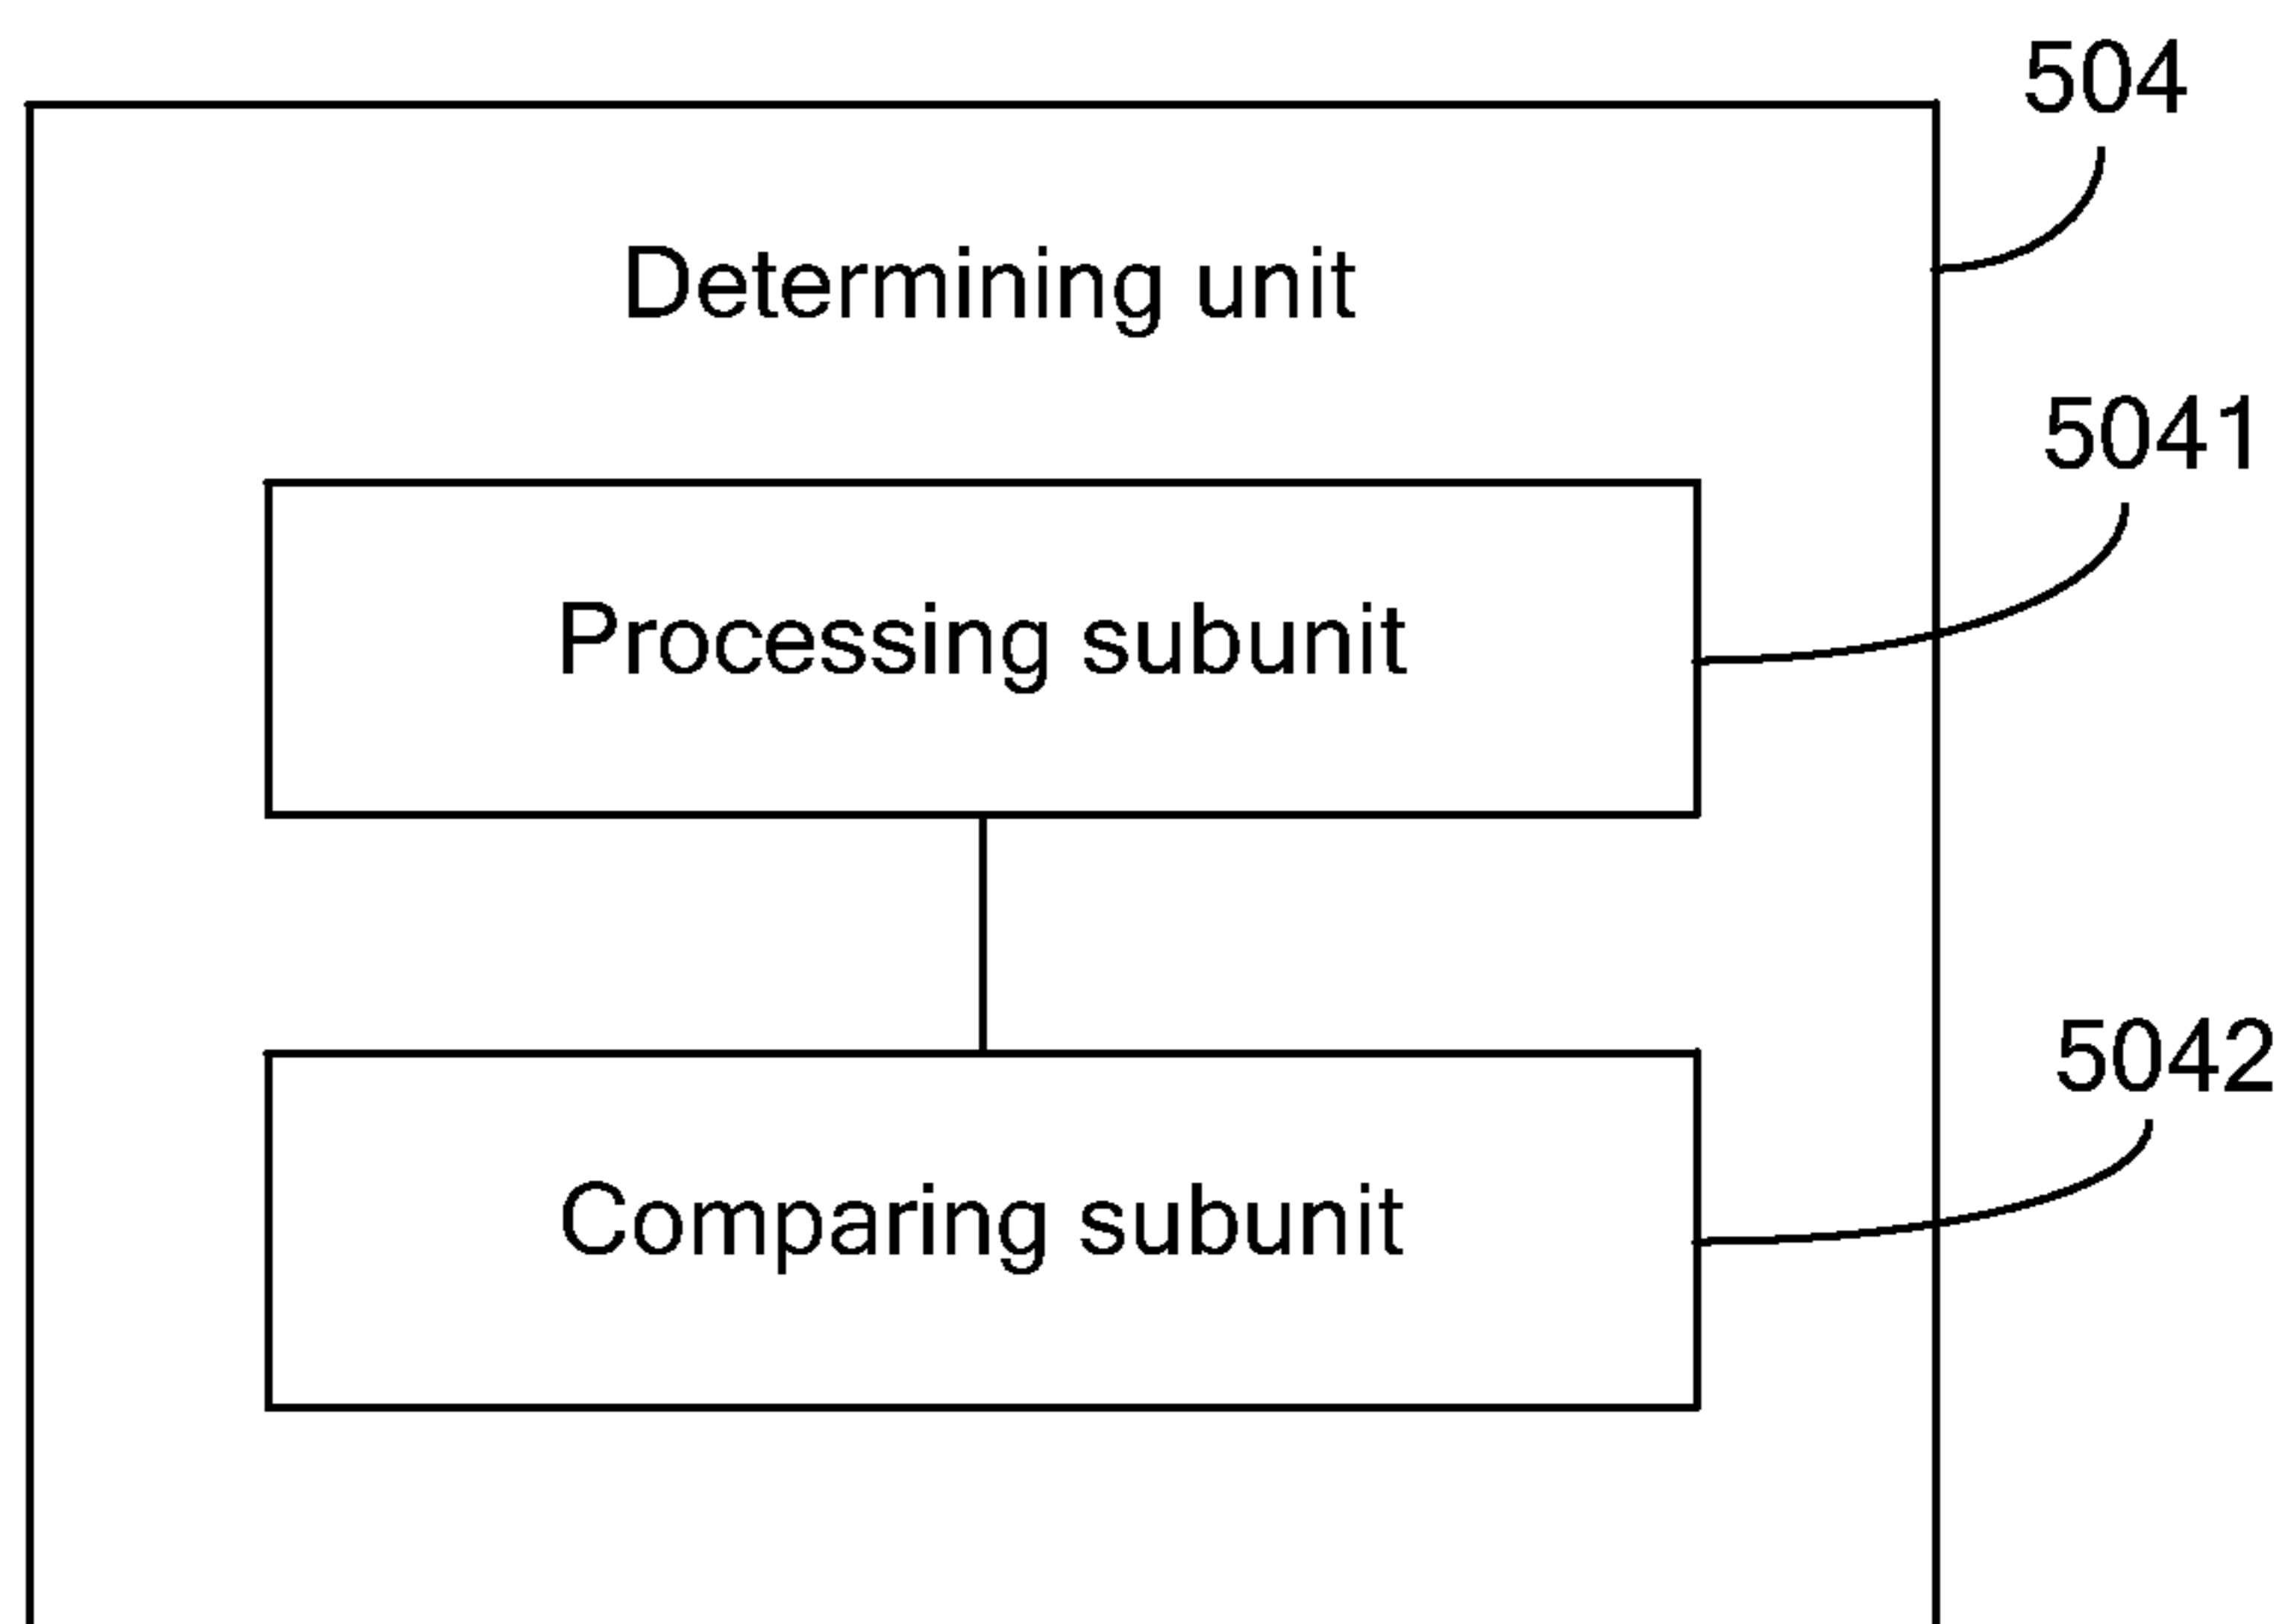 504
Determining unit
5041
Processing subunit
5042
Comparing subunit